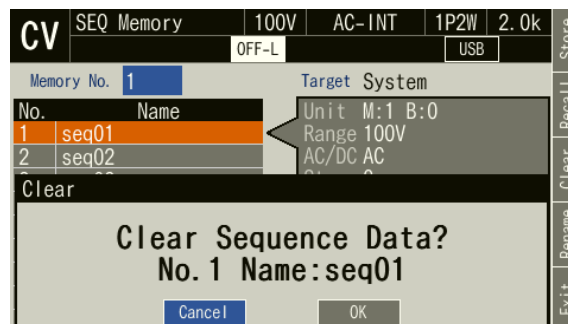 CV SEQ Memory 100V AC-INT 1P2W 2.0k
OFF-L USB
Memory No. 1 Target System
No. Name Unit M:1 B:0
1 seq01 Range 100V
2 seq02 AC/DC AC
Clear
Clear Sequence Data?
No.1 Name:seq01
Cancel OK
Store
Recall
Clear
Rename
Exit